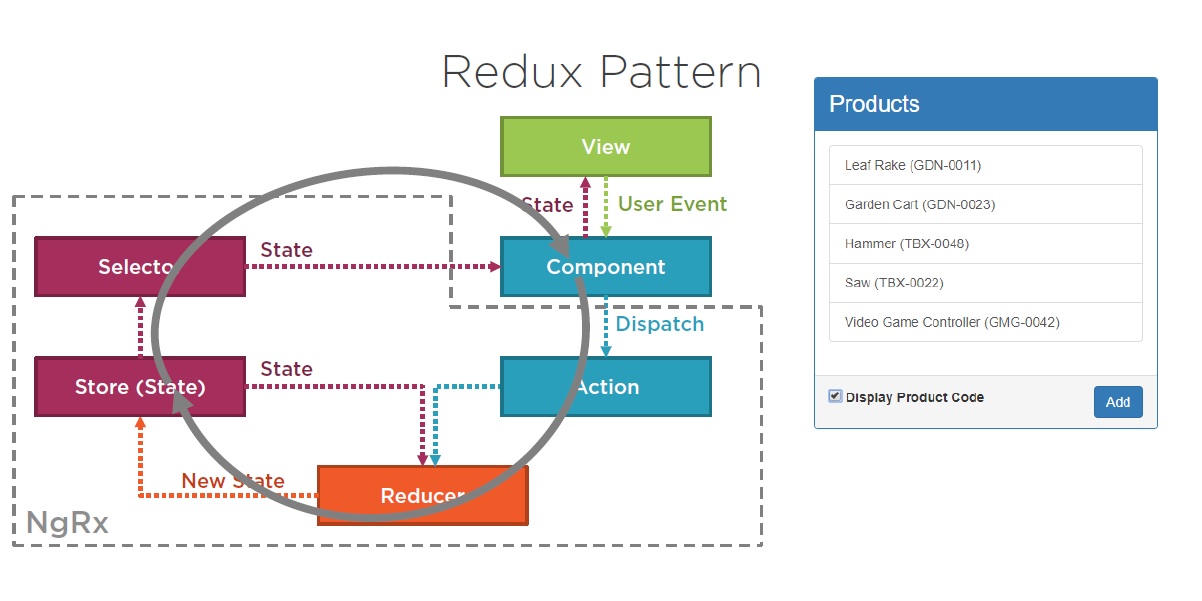 Redux Pattern
View
State
User Event
Selector
State
Component
Dispatch
Store (State)
State
Action
New State
Reducer
NgRx
Products
Leaf Rake (GDN-0011)
Garden Cart (GDN-0023)
Hammer (TBX-0048)
Saw (TBX-0022)
Video Game Controller (GMG-0042)
Display Product Code
Add